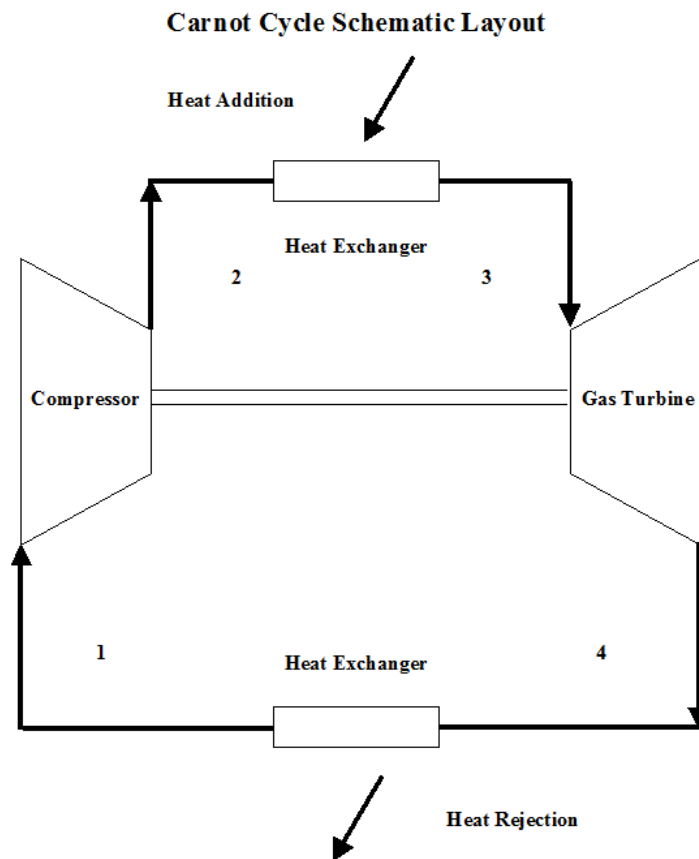 Carnot Cycle Schematic Layout
Heat Addition
Heat Exchanger
2
3
Compressor
Gas Turbine
1
Heat Exchanger
4
Heat Rejection